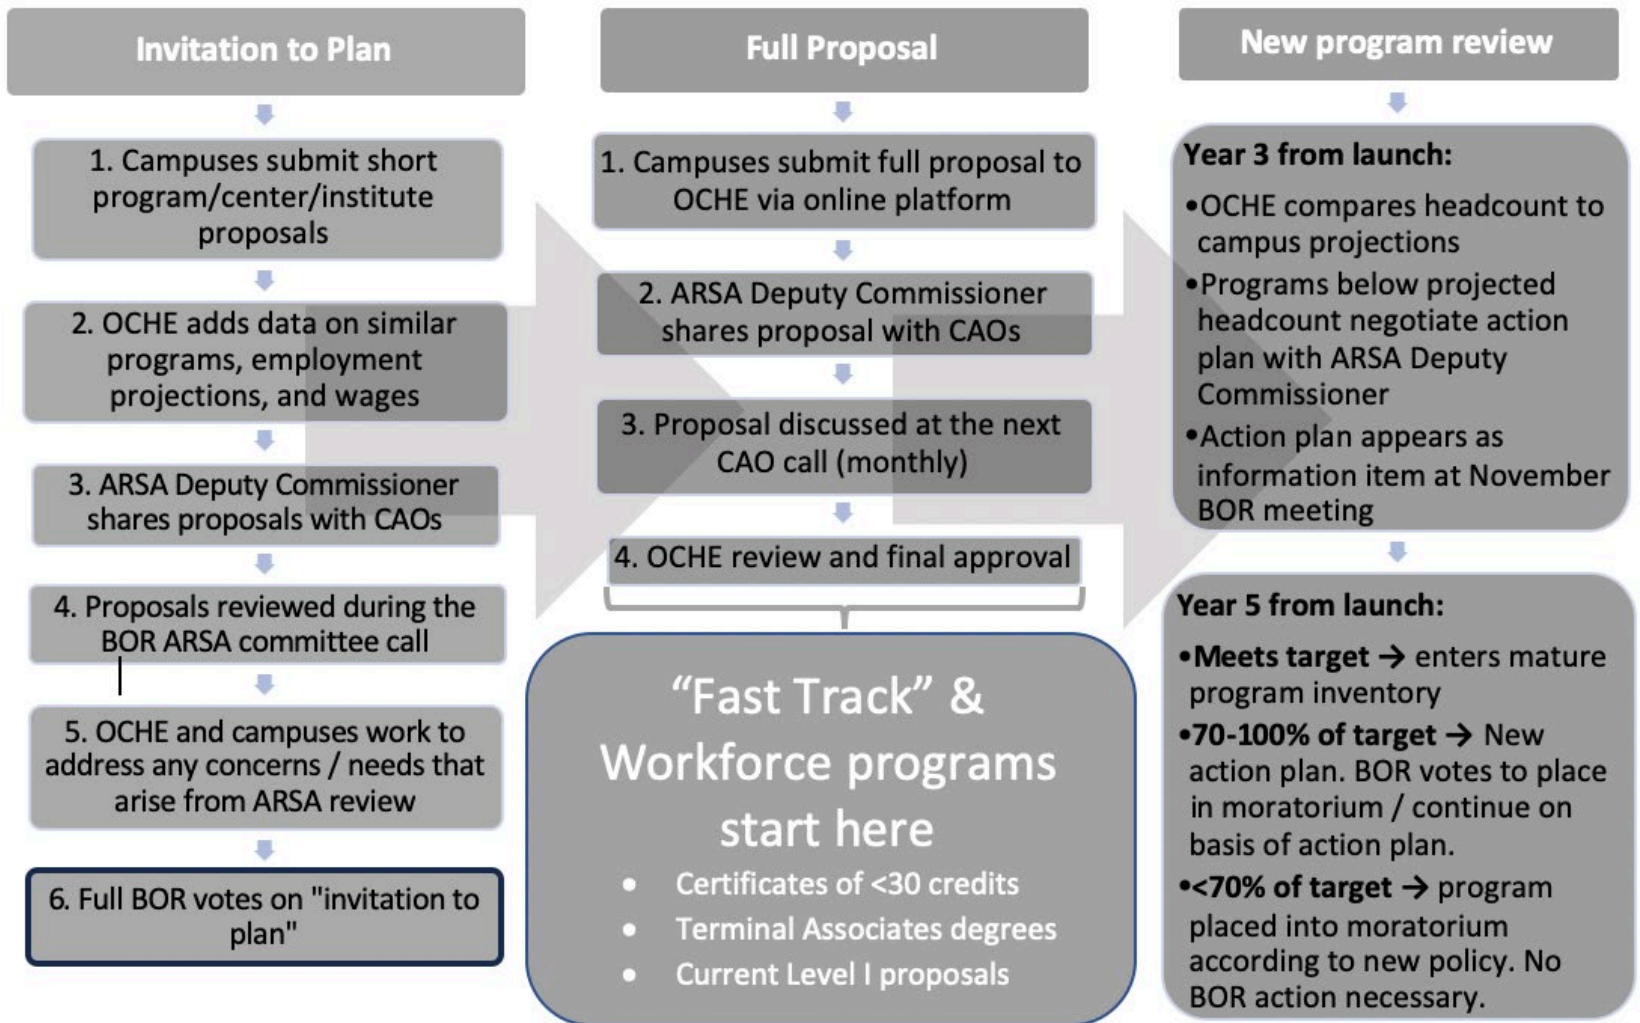 Invitation to Plan
1. Campuses submit short
program/center/institute
proposals
2. OCHE adds data on similar
programs, employment
projections, and wages
3. ARSA Deputy Commissioner
shares proposals with CAOs
4. Proposals reviewed during the
BOR ARSA committee call
5. OCHE and campuses work to
address any concerns / needs that
arise from ARSA review
6. Full BOR votes on "invitation to
plan"
Full Proposal
1. Campuses submit full proposal to
OCHE via online platform
2. ARSA Deputy Commissioner
shares proposal with CAOs
3. Proposal discussed at the next
CAO call (monthly)
4. OCHE review and final approval
“Fast Track” &
Workforce programs
start here
• Certificates of <30 credits
• Terminal Associates degrees
• Current Level I proposals
New program review
Year 3 from launch:
•OCHE compares headcount to
campus projections
•Programs below projected
headcount negotiate action
plan with ARSA Deputy
Commissioner
•Action plan appears as
information item at November
BOR meeting
Year 5 from launch:
•Meets target → enters mature
program inventory
•70-100% of target → New
action plan. BOR votes to place
in moratorium / continue on
basis of action plan.
•<70% of target → program
placed into moratorium
according to new policy. No
BOR action necessary.